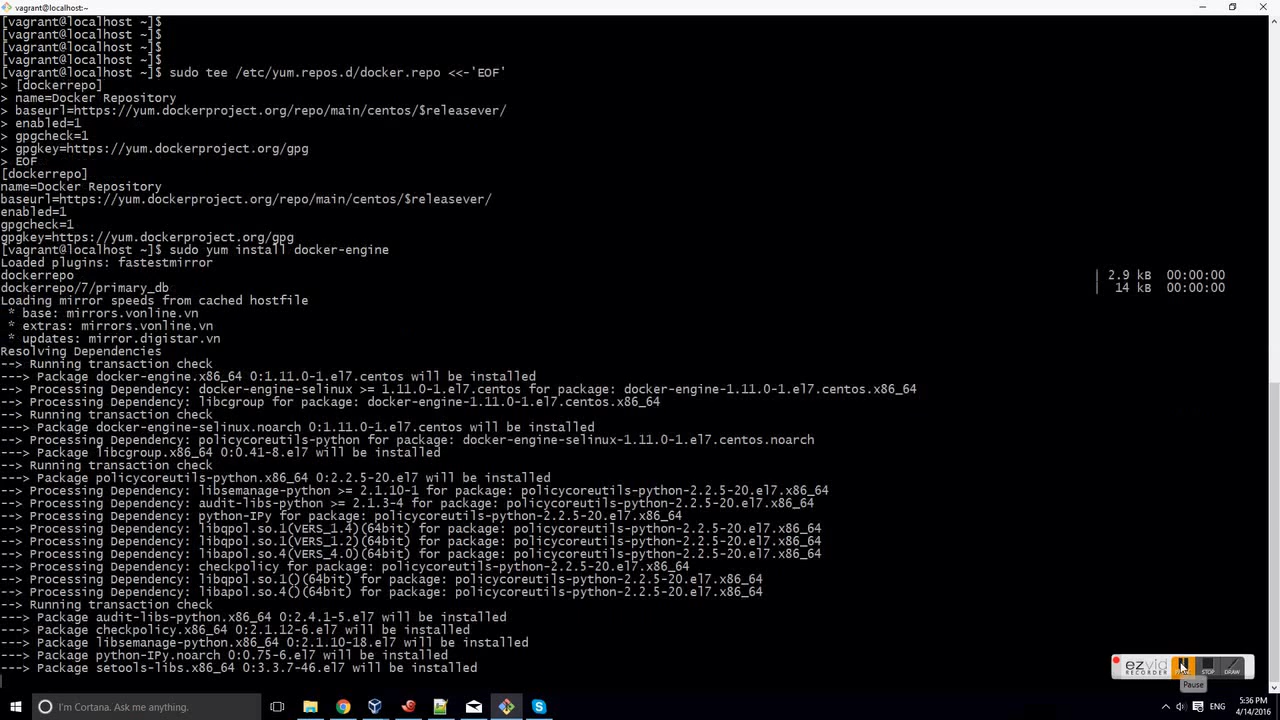 vagrant@localhost:~
[vagrant@localhost ~]$
[vagrant@localhost ~]$
[vagrant@localhost ~]$
[vagrant@localhost ~]$
[vagrant@localhost ~]$ sudo tee /etc/yum.repos.d/docker.repo <<-'EOF'
> [dockerrepo]
> name=Docker Repository
> baseurl=https://yum.dockerproject.org/repo/main/centos/$releasever/
> enabled=1
> gpgcheck=1
> gpgkey=https://yum.dockerproject.org/gpg
> EOF
[dockerrepo]
name=Docker Repository
baseurl=https://yum.dockerproject.org/repo/main/centos/$releasever/
enabled=1
gpgcheck=1
gpgkey=https://yum.dockerproject.org/gpg
[vagrant@localhost ~]$ sudo yum install docker-engine
Loaded plugins: fastestmirror
dockerrepo | 2.9 kB 00:00:00
dockerrepo/7/primary_db | 14 kB 00:00:00
Loading mirror speeds from cached hostfile
* base: mirrors.vonline.vn
* extras: mirrors.vonline.vn
* updates: mirror.digistar.vn
Resolving Dependencies
--> Running transaction check
---> Package docker-engine.x86_64 0:1.11.0-1.el7.centos will be installed
--> Processing Dependency: docker-engine-selinux >= 1.11.0-1.el7.centos for package: docker-engine-1.11.0-1.el7.centos.x86_64
--> Processing Dependency: libcgroup for package: docker-engine-1.11.0-1.el7.centos.x86_64
--> Running transaction check
---> Package docker-engine-selinux.noarch 0:1.11.0-1.el7.centos will be installed
--> Processing Dependency: policycoreutils-python for package: docker-engine-selinux-1.11.0-1.el7.centos.noarch
---> Package libcgroup.x86_64 0:0.41-8.el7 will be installed
--> Running transaction check
---> Package policycoreutils-python.x86_64 0:2.2.5-20.el7 will be installed
--> Processing Dependency: libsemanage-python >= 2.1.10-1 for package: policycoreutils-python-2.2.5-20.el7.x86_64
--> Processing Dependency: audit-libs-python >= 2.1.3-4 for package: policycoreutils-python-2.2.5-20.el7.x86_64
--> Processing Dependency: python-IPy for package: policycoreutils-python-2.2.5-20.el7.x86_64
--> Processing Dependency: libqpol.so.1(VERS_1.4)(64bit) for package: policycoreutils-python-2.2.5-20.el7.x86_64
--> Processing Dependency: libqpol.so.1(VERS_1.2)(64bit) for package: policycoreutils-python-2.2.5-20.el7.x86_64
--> Processing Dependency: libapol.so.4(VERS_4.0)(64bit) for package: policycoreutils-python-2.2.5-20.el7.x86_64
--> Processing Dependency: checkpolicy for package: policycoreutils-python-2.2.5-20.el7.x86_64
--> Processing Dependency: libqpol.so.1()(64bit) for package: policycoreutils-python-2.2.5-20.el7.x86_64
--> Processing Dependency: libapol.so.4()(64bit) for package: policycoreutils-python-2.2.5-20.el7.x86_64
--> Running transaction check
---> Package audit-libs-python.x86_64 0:2.4.1-5.el7 will be installed
---> Package checkpolicy.x86_64 0:2.1.12-6.el7 will be installed
---> Package libsemanage-python.x86_64 0:2.1.10-18.el7 will be installed
---> Package python-IPy.noarch 0:0.75-6.el7 will be installed
---> Package setools-libs.x86_64 0:3.3.7-46.el7 will be installed
ezvid
RECORDER
STOP
DRAW
Pause
I'm Cortana. Ask me anything.
ENG
5:36 PM
4/14/2016